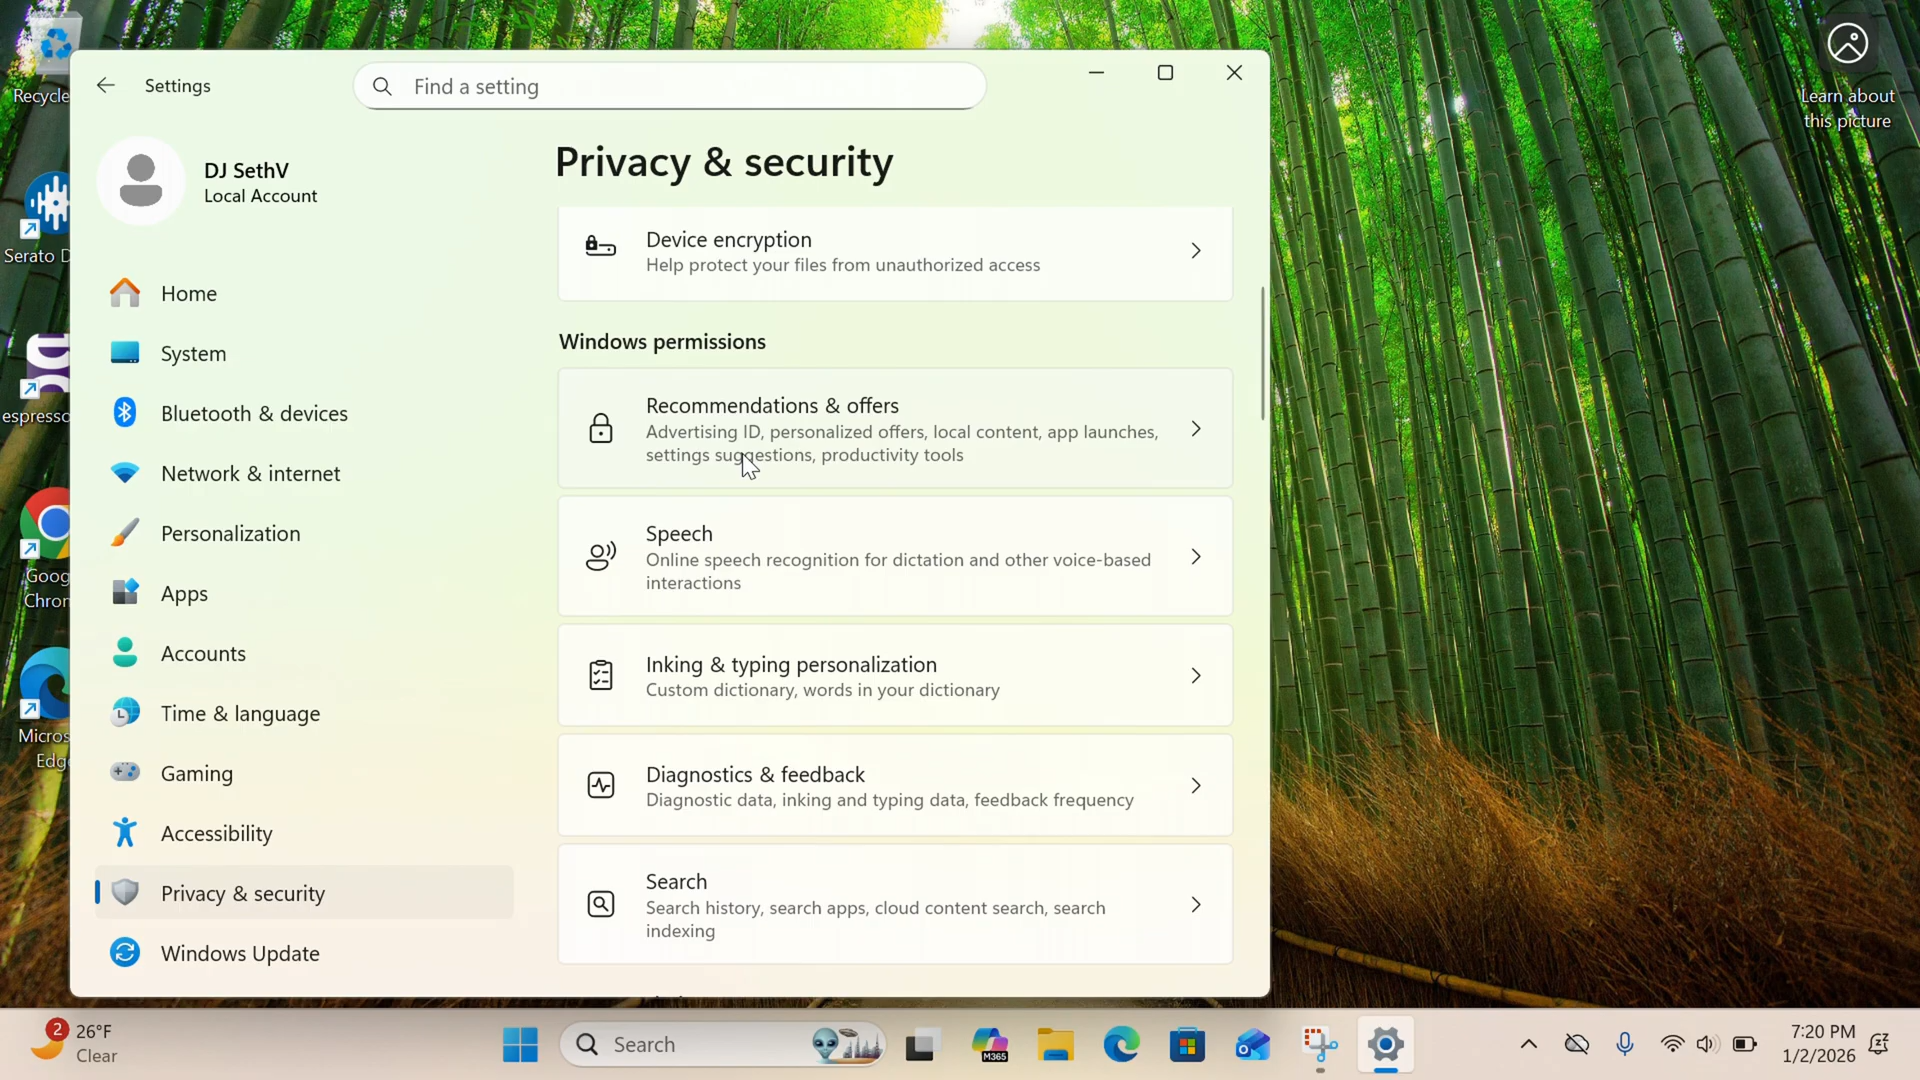 Recycle
Serato D
espresso
Goog
Chron
Micros
Edge
Learn about
this picture
Settings
Find a setting
DJ SethV
Local Account
Home
System
Bluetooth & devices
Network & internet
Personalization
Apps
Accounts
Time & language
Gaming
Accessibility
Privacy & security
Windows Update
Privacy & security
Device encryption
Help protect your files from unauthorized access
Windows permissions
Recommendations & offers
Advertising ID, personalized offers, local content, app launches,
settings suggestions, productivity tools
Speech
Online speech recognition for dictation and other voice-based
interactions
Inking & typing personalization
Custom dictionary, words in your dictionary
Diagnostics & feedback
Diagnostic data, inking and typing data, feedback frequency
Search
Search history, search apps, cloud content search, search
indexing
2
26°F
Clear
Search
M365
7:20 PM
1/2/2026